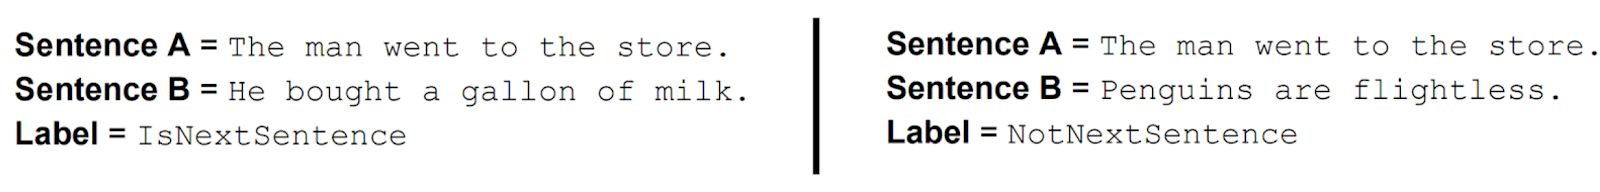 Sentence A = The man went to the store.
Sentence B = He bought a gallon of milk.
Label = IsNextSentence
Sentence A = The man went to the store.
Sentence B = Penguins are flightless.
Label = NotNextSentence